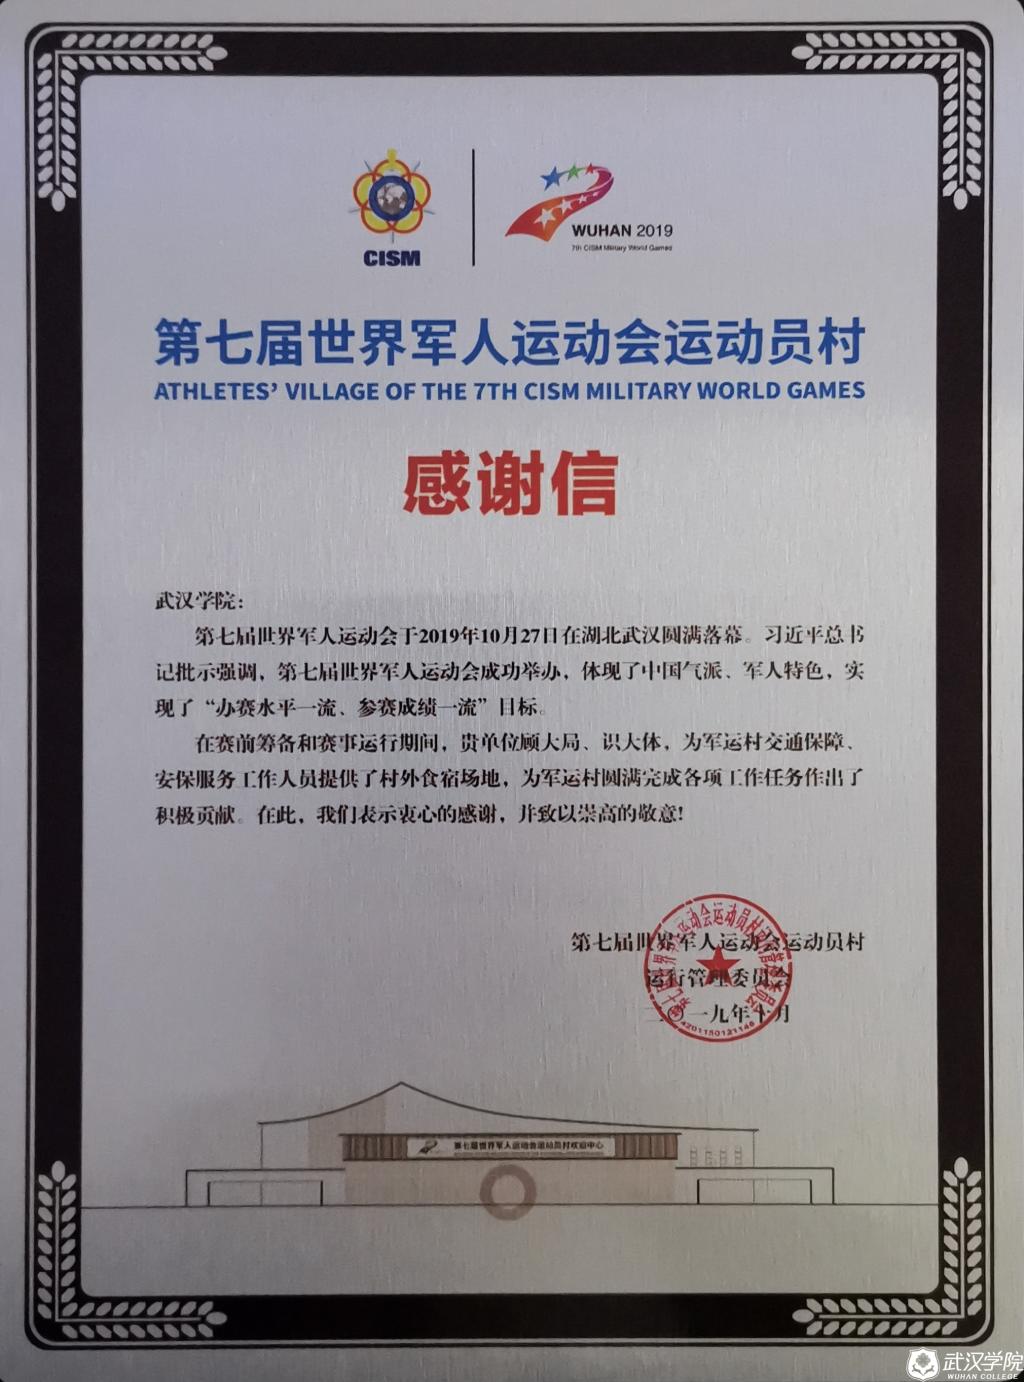 CISM
WUHAN 2019
7th CISM Military World Games
第七届世界军人运动会运动员村
ATHLETES' VILLAGE OF THE 7TH CISM MILITARY WORLD GAMES
感谢信
武汉学院：
第七届世界军人运动会于2019年10月27日在湖北武汉圆满落幕。习近平总书
记批示强调，第七届世界军人运动会成功举办，体现了中国气派、军人特色，实
现了“办赛水平一流、参赛成绩一流”目标。
在赛前筹备和赛事运行期间，贵单位顾大局、识大体，为军运村交通保障、
安保服务工作人员提供了村外食宿场地，为军运村圆满完成各项工作任务作出了
积极贡献。在此，我们表示衷心的感谢，并致以崇高的敬意!
第七届世界军人运动会运动员村
运行管理委员会
二〇一九年十月
4201150121146
第七届世界军人运动会运动员村欢迎中心
武汉学院
WUHAN COLLEGE